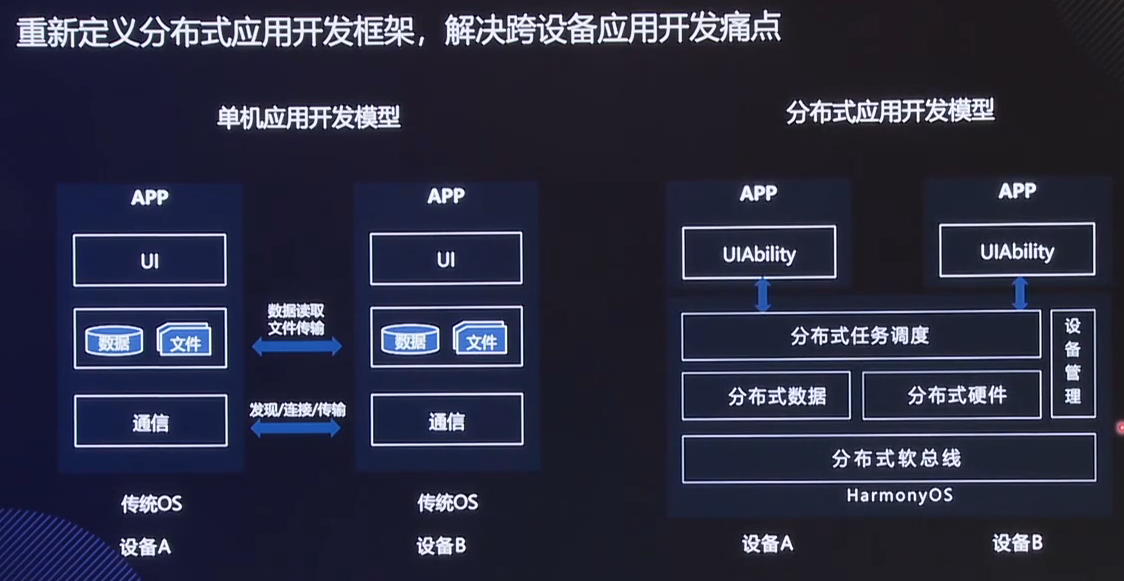 重新定义分布式应用开发框架，解决跨设备应用开发痛点
单机应用开发模型
APP
UI
数据
文件
通信
传统OS
设备A
数据读取
文件传输
发现/连接/传输
APP
UI
数据
文件
通信
传统OS
设备B
分布式应用开发模型
APP
UIAbility
APP
UIAbility
分布式任务调度
设备管理
分布式数据
分布式硬件
分布式软总线
HarmonyOS
设备A
设备B